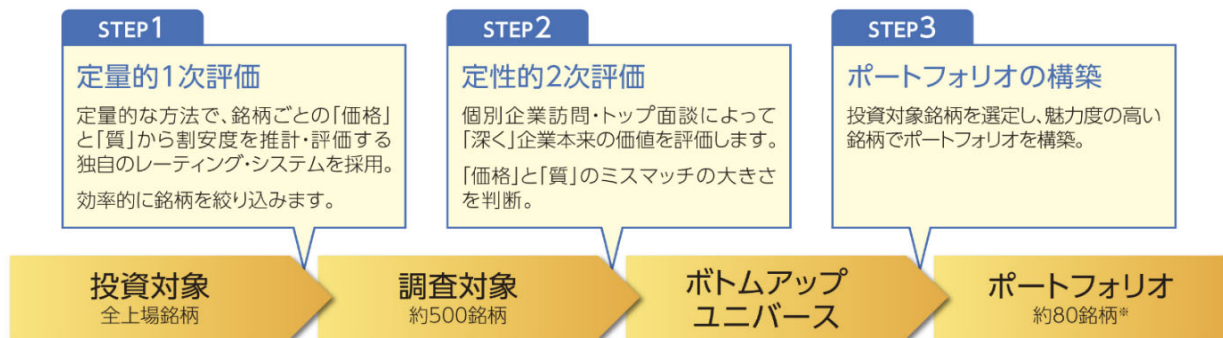 STEP1
定量的1次評価
定量的な方法で、銘柄ごとの「価格」
と「質」から割安度を推計・評価する
独自のレーティング・システムを採用。
効率的に銘柄を絞り込みます。
STEP2
定性的2次評価
個別企業訪問・トップ面談によって
「深く」企業本来の価値を評価します。
「価格」と「質」のミスマッチの大きさ
を判断。
STEP3
ポートフォリオの構築
投資対象銘柄を選定し、魅力度の高い
銘柄でポートフォリオを構築。
投資対象
全上場銘柄
調査対象
約500銘柄
ボトムアップ
ユニバース
ポートフォリオ
約80銘柄※